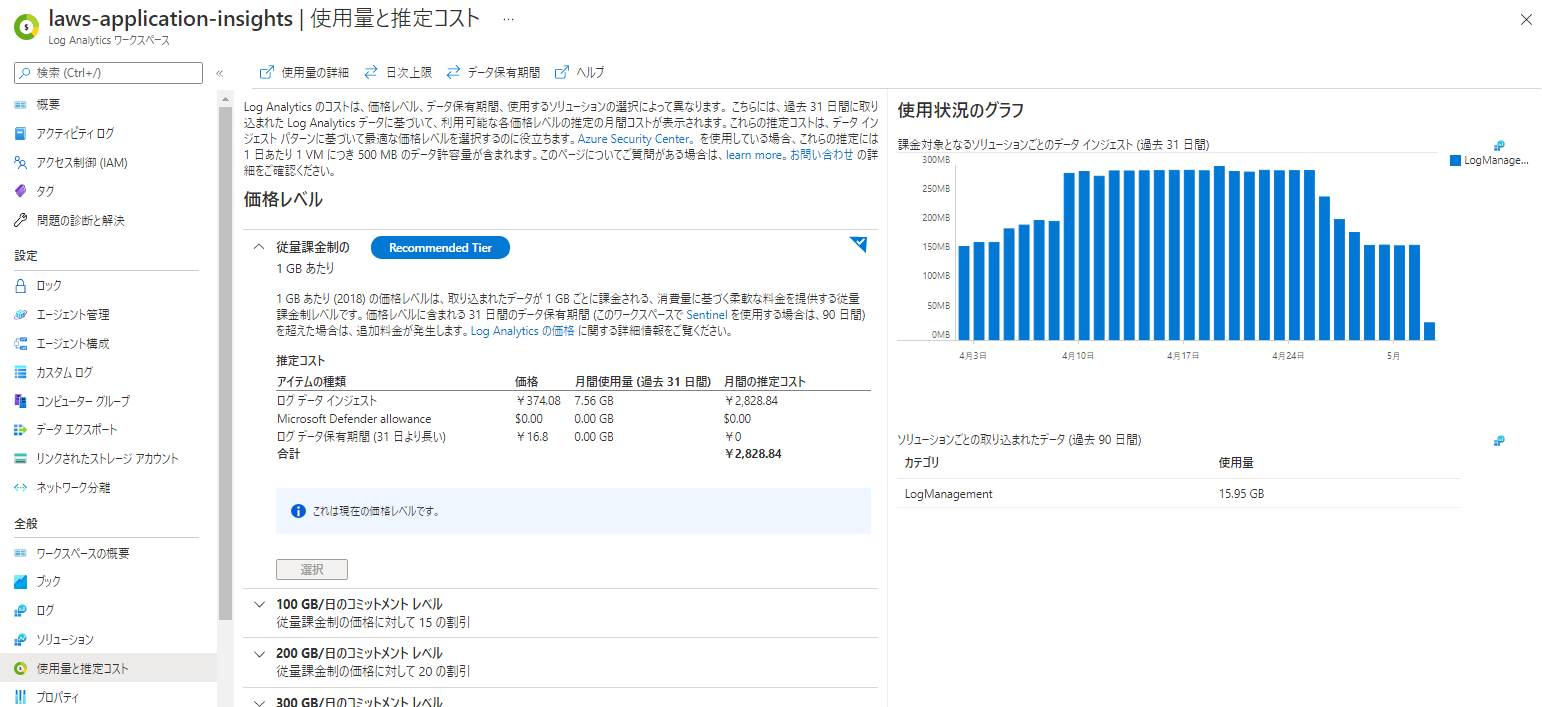 laws-application-insights | 使用量と推定コスト ...
Log Analytics ワークスペース
検索 (Ctrl+/)
概要
アクティビティ ログ
アクセス制御 (IAM)
タグ
問題の診断と解決
設定
ロック
エージェント管理
エージェント構成
カスタム ログ
コンピューター グループ
データ エクスポート
リンクされたストレージ アカウント
ネットワーク分離
全般
ワークスペースの概要
ブック
ログ
ソリューション
使用量と推定コスト
プロパティ
使用量の詳細 日次上限 データ保有期間 ヘルプ
Log Analytics のコストは、価格レベル、データ保有期間、使用するソリューションの選択によって異なります。こちらには、過去 31 日間に取り
込まれた Log Analytics データに基づいて、利用可能な各価格レベルの推定の月間コストが表示されます。これらの推定コストは、データ イン
ジェスト パターンに基づいて最適な価格レベルを選択するのに役立ちます。Azure Security Center。を使用している場合、これらの推定には
1 日あたり 1 VM につき 500 MB のデータ許容量が含まれます。このページについてご質問がある場合は、learn more。お問い合わせ の詳
細をご確認ください。
価格レベル
従量課金制の Recommended Tier
1 GB あたり
1 GB あたり (2018) の価格レベルは、取り込まれたデータが 1 GB ごとに課金される、消費量に基づく柔軟な料金を提供する従量
課金制レベルです。価格レベルに含まれる 31 日間のデータ保有期間 (このワークスペースで Sentinel を使用する場合は、90 日間)
を超えた場合は、追加料金が発生します。Log Analytics の価格 に関する詳細情報をご覧ください。
推定コスト
アイテムの種類 価格 月間使用量 (過去 31 日間) 月間の推定コスト
ログ データ インジェスト ￥374.08 7.56 GB ￥2,828.84
Microsoft Defender allowance $0.00 0.00 GB $0.00
ログ データ保有期間 (31 日より長い) ￥16.8 0.00 GB ￥0
合計 ￥2,828.84
これは現在の価格レベルです。
選択
100 GB/日のコミットメント レベル
従量課金制の価格に対して 15 の割引
200 GB/日のコミットメント レベル
従量課金制の価格に対して 20 の割引
300 GB/日のコミットメント レベル
使用状況のグラフ
課金対象となるソリューションごとのデータ インジェスト (過去 31 日間)
LogManage...
300MB
250MB
200MB
150MB
100MB
50MB
0MB
4月3日 4月10日 4月17日 4月24日 5月
ソリューションごとの取り込まれたデータ (過去 90 日間)
カテゴリ 使用量
LogManagement 15.95 GB